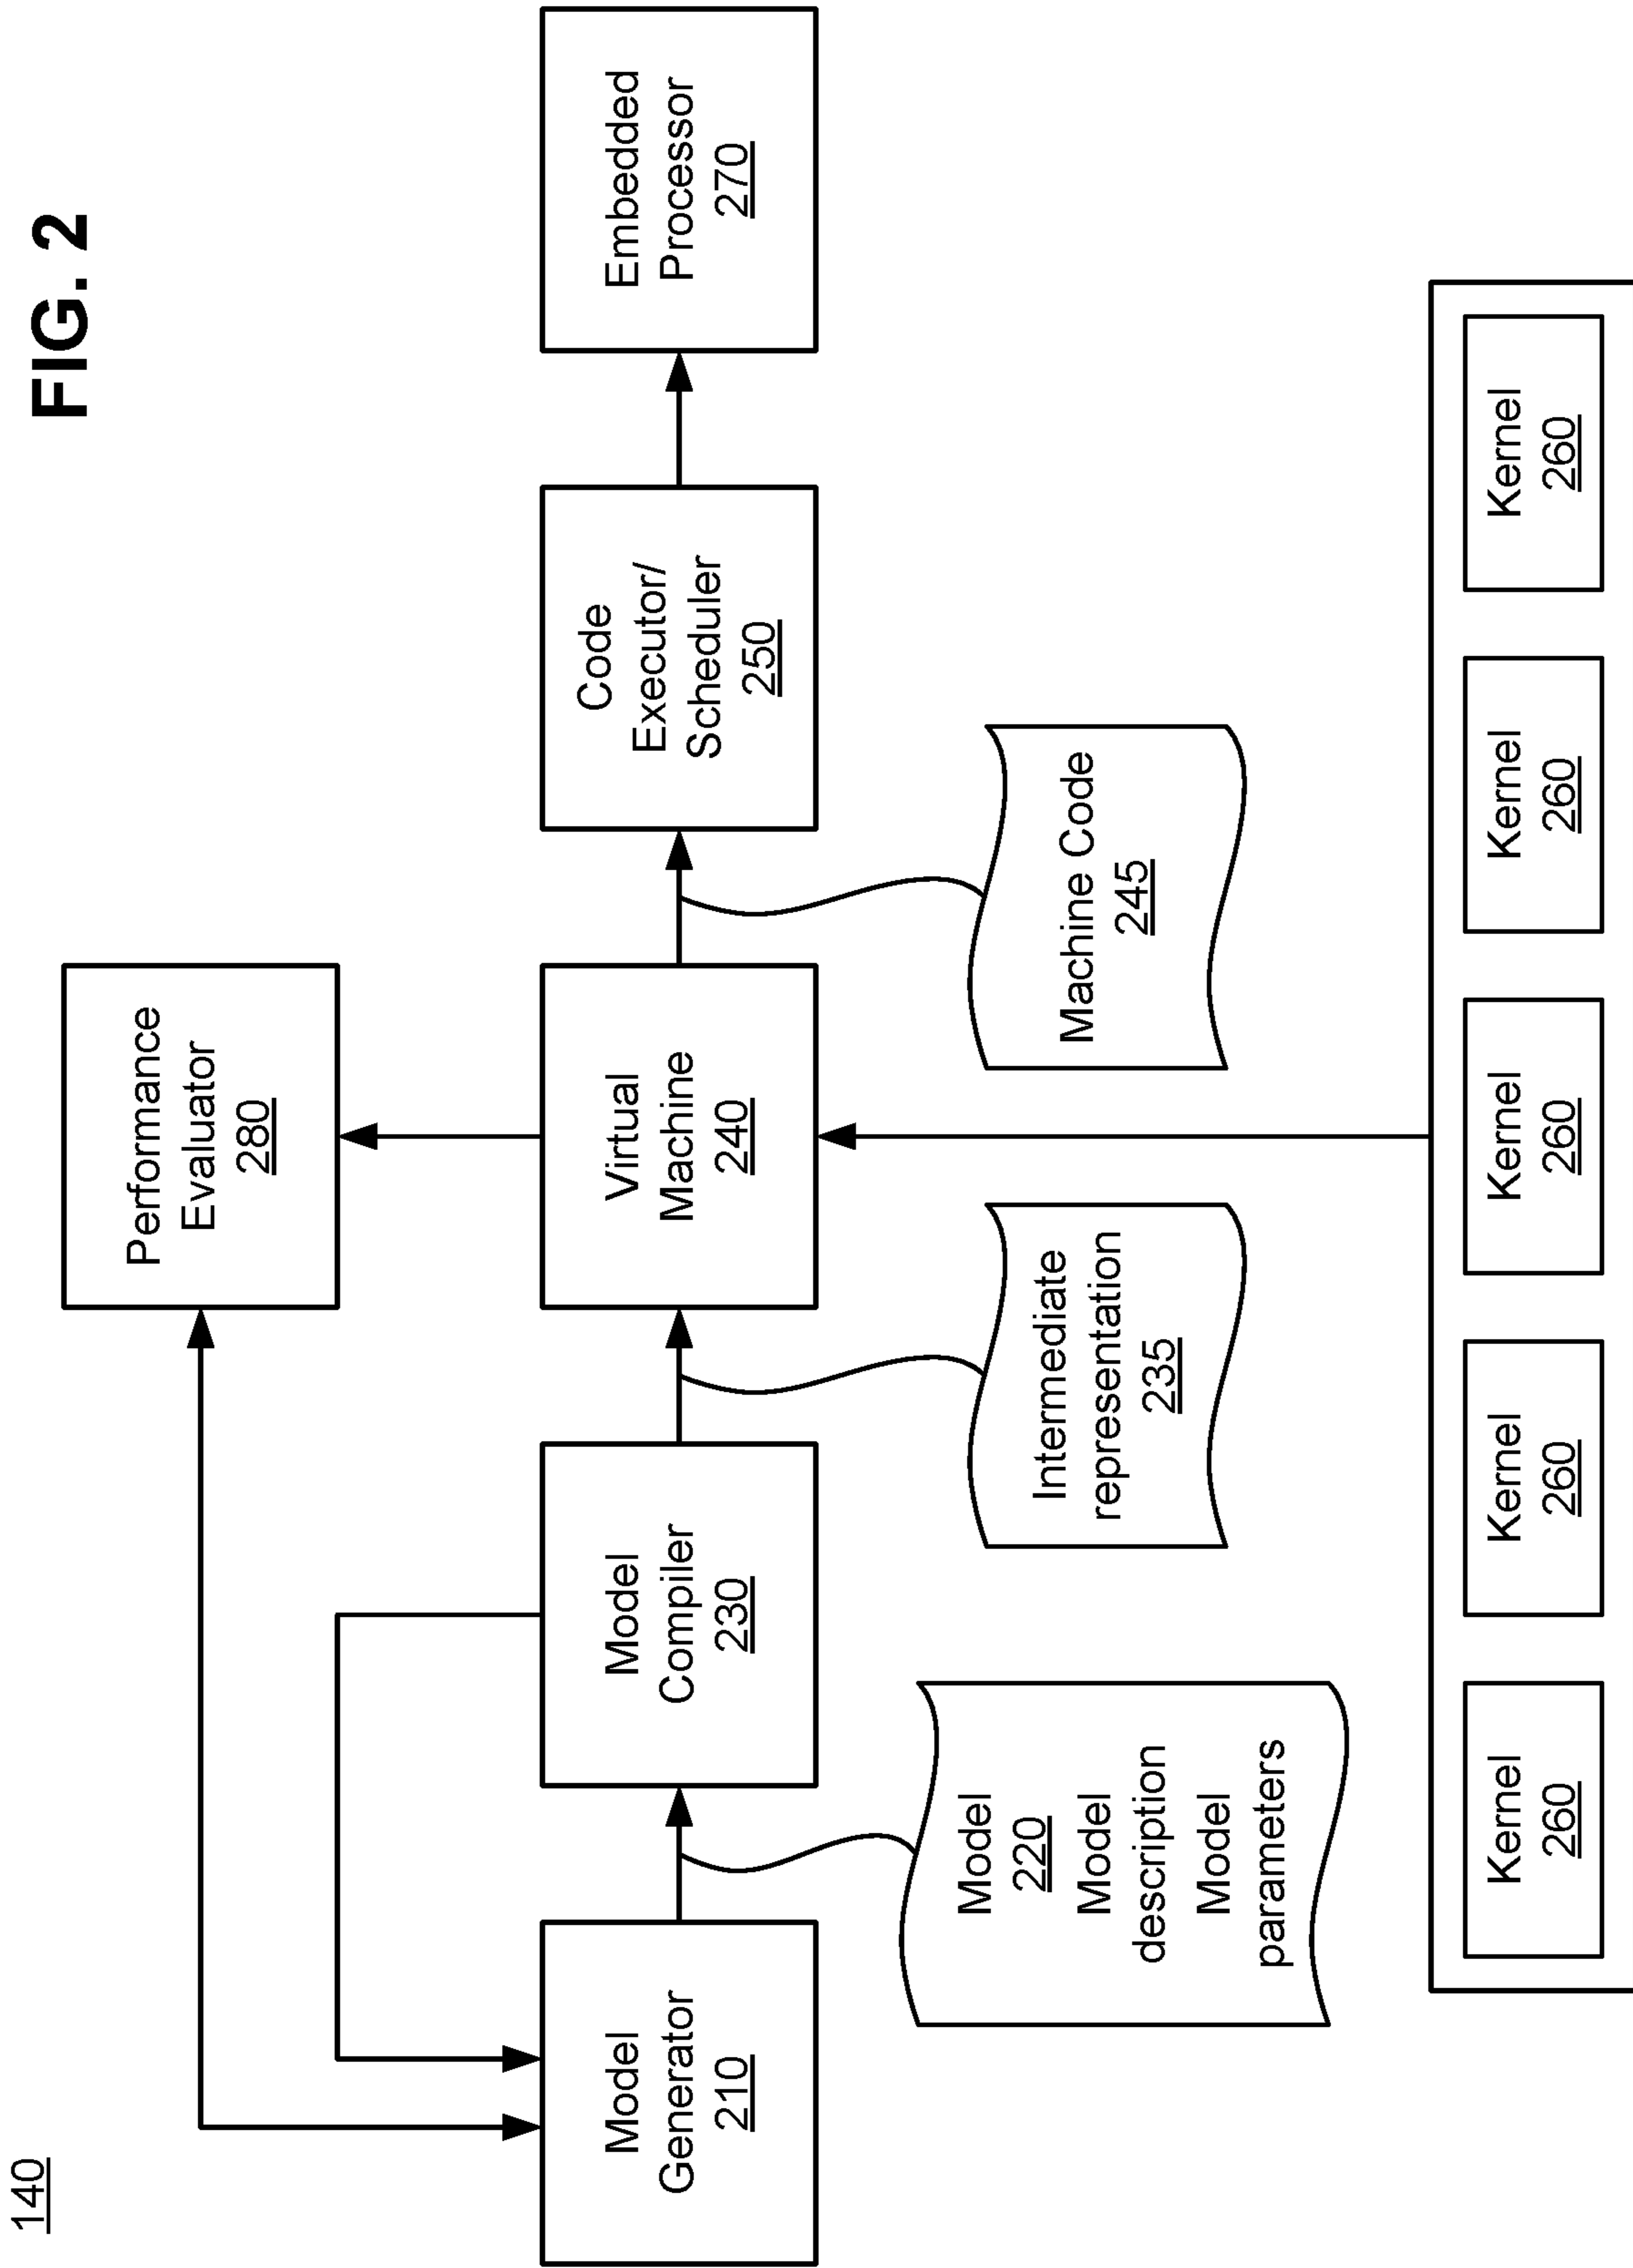 140
FIG. 2
Performance
Evaluator
280
Model
Generator
210
Model
Compiler
230
Virtual
Machine
240
Code
Executor/
Scheduler
250
Embedded
Processor
270
Model
220
Model
description
Model
parameters
Intermediate
representation
235
Machine Code
245
Kernel
260
Kernel
260
Kernel
260
Kernel
260
Kernel
260